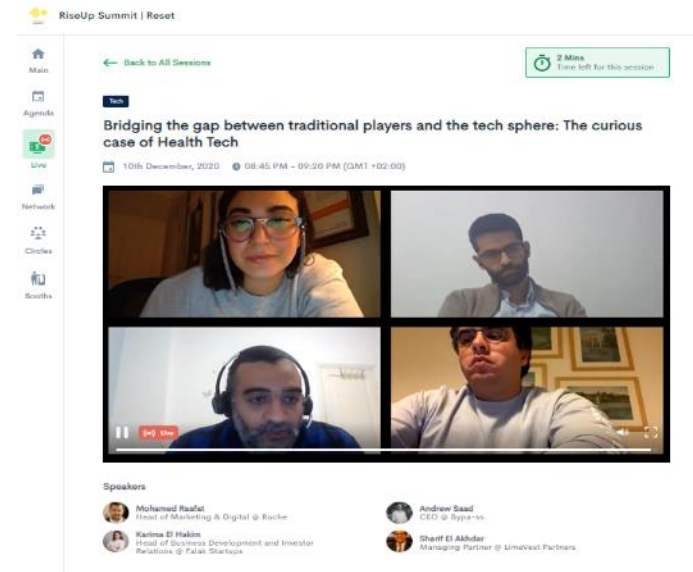 RiseUp Summit | Reset
Main
Agenda
Live
Network
Circles
Booths
Back to All Sessions
2 Mins
Time left for this session
Tech
Bridging the gap between traditional players and the tech sphere: The curious
case of Health Tech
10th December, 2020 08:45 PM - 09:20 PM (GMT +02:00)
Live
Speakers
Mohamed Raafat
Head of Marketing & Digital @ Roche
Karima El Hakim
Head of Business Development and Investor
Relations @ Falak Startups
Andrew Saad
CEO @ Bypa-ss
Sherif El Akhdar
Managing Partner @ LimeVest Partners